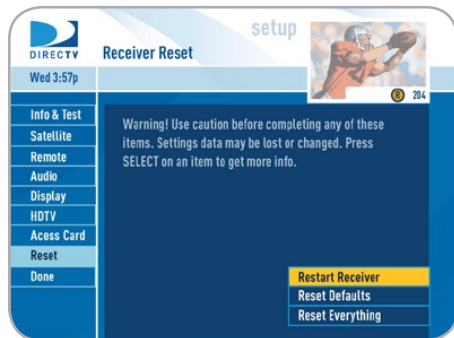 setup
DIRECTV
Receiver Reset
Wed 3:57p
R 204
Info & Test
Satellite
Remote
Audio
Display
HDTV
Acess Card
Reset
Done
Warning! Use caution before completing any of these
items. Settings data may be lost or changed. Press
SELECT on an item to get more info.
Restart Receiver
Reset Defaults
Reset Everything